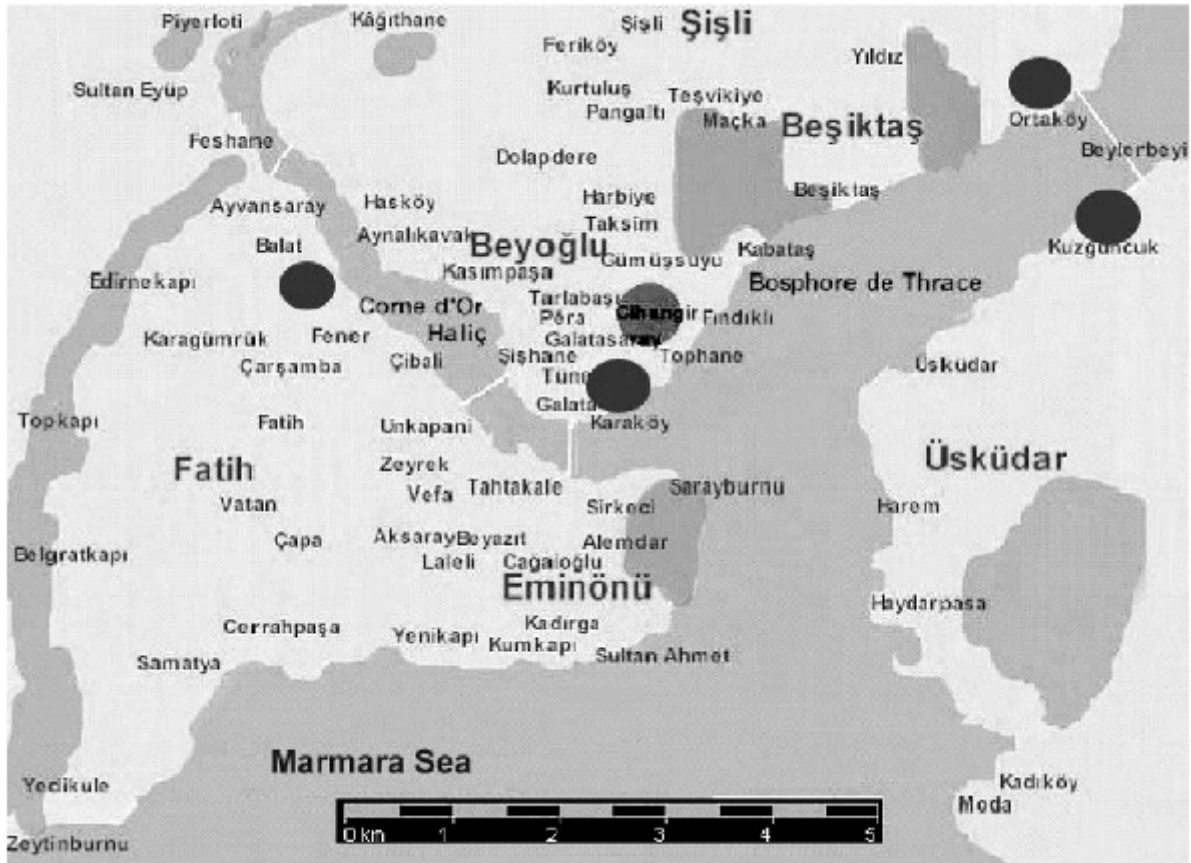 Piyerloti
Kâğıthane
Şişli
Şişli
Feriköy
Yıldız
Sultan Eyüp
Kurtuluş
Teşvikiye
Pangaltı
Maçka
Beşiktaş
Ortaköy
Feshane
Beylerbeyi
Dolapdere
Ayvansaray
Hasköy
Harbiye
Beşiktaş
Taksim
Balat
Aynalıkavak
Beyoğlu
Kabataş
Kuzguncuk
Gümüşsuyu
Kasımpaşa
Edirnekapı
Bosphore de Thrace
Corne d'Or
Tarlabaşı
Cihangir
Haliç
Péra
Fındıklı
Karagümrük
Fener
Galatasaray
Çarşamba
Çibali
Şişhane
Tophane
Üsküdar
Tune
Galata
Topkapı
Fatih
Unkapani
Karaköy
Fatih
Zeyrek
Üsküdar
Vatan
Vefa
Tahtakale
Sarayburnu
Sirkeci
Harem
Çapa
Aksaray
Beyazıt
Alemdar
Belgratkapı
Laleli
Cağaloğlu
Eminönü
Haydarpasa
Cerrahpaşa
Yenikapı
Kadırga
Kumkapı
Sultan Ahmet
Samatya
Marmara Sea
Yedikule
Kadıköy
Moda
Zeytinburnu
0 km 1 2 3 4 5